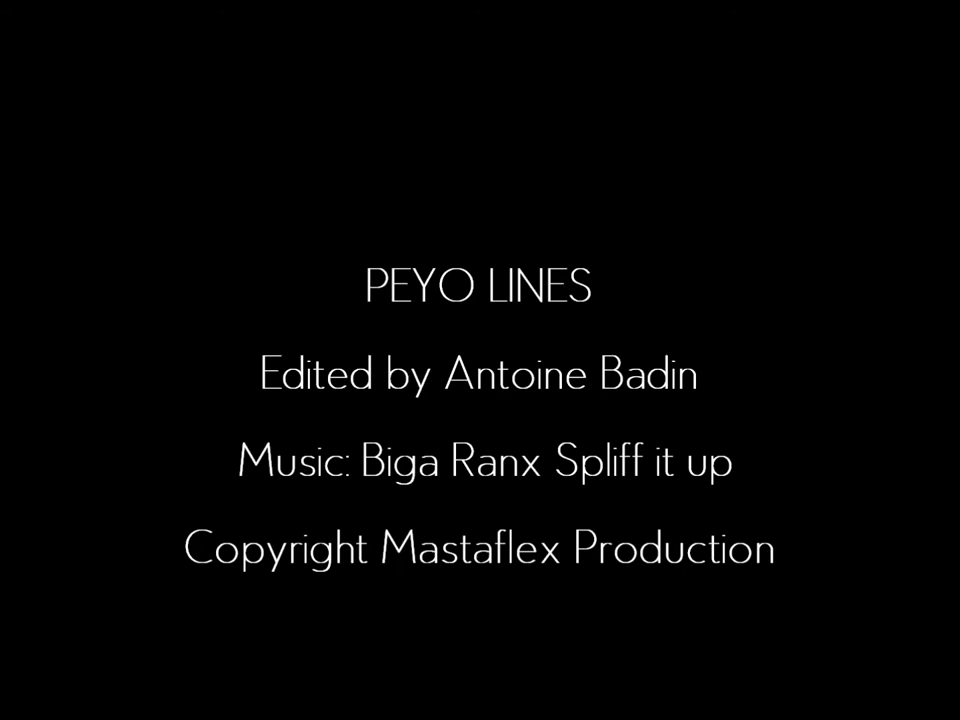 PEYO LINES
Edited by Antoine Badin
Music: Biga Ranx Spliff it up
Copyright Mastaflex Production